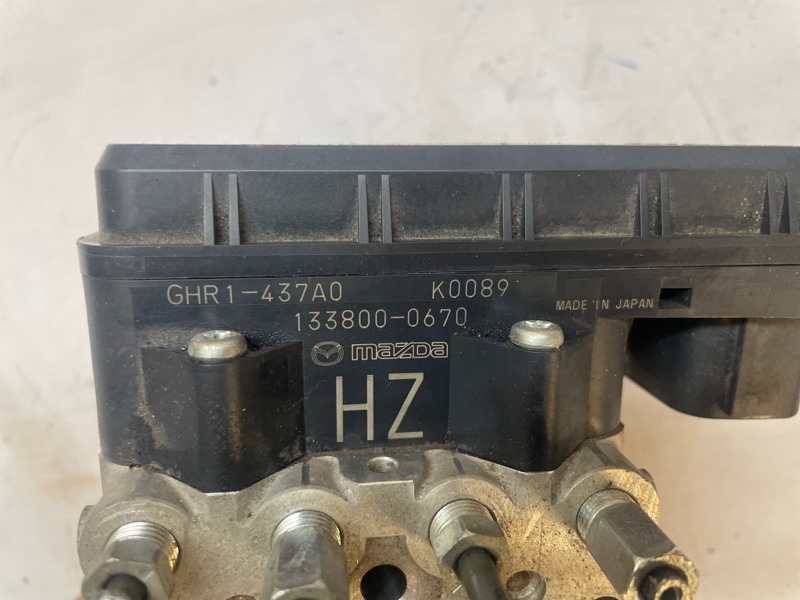 GHR1-437A0 K0089
133800-0670
MADE IN JAPAN
mazda
HZ